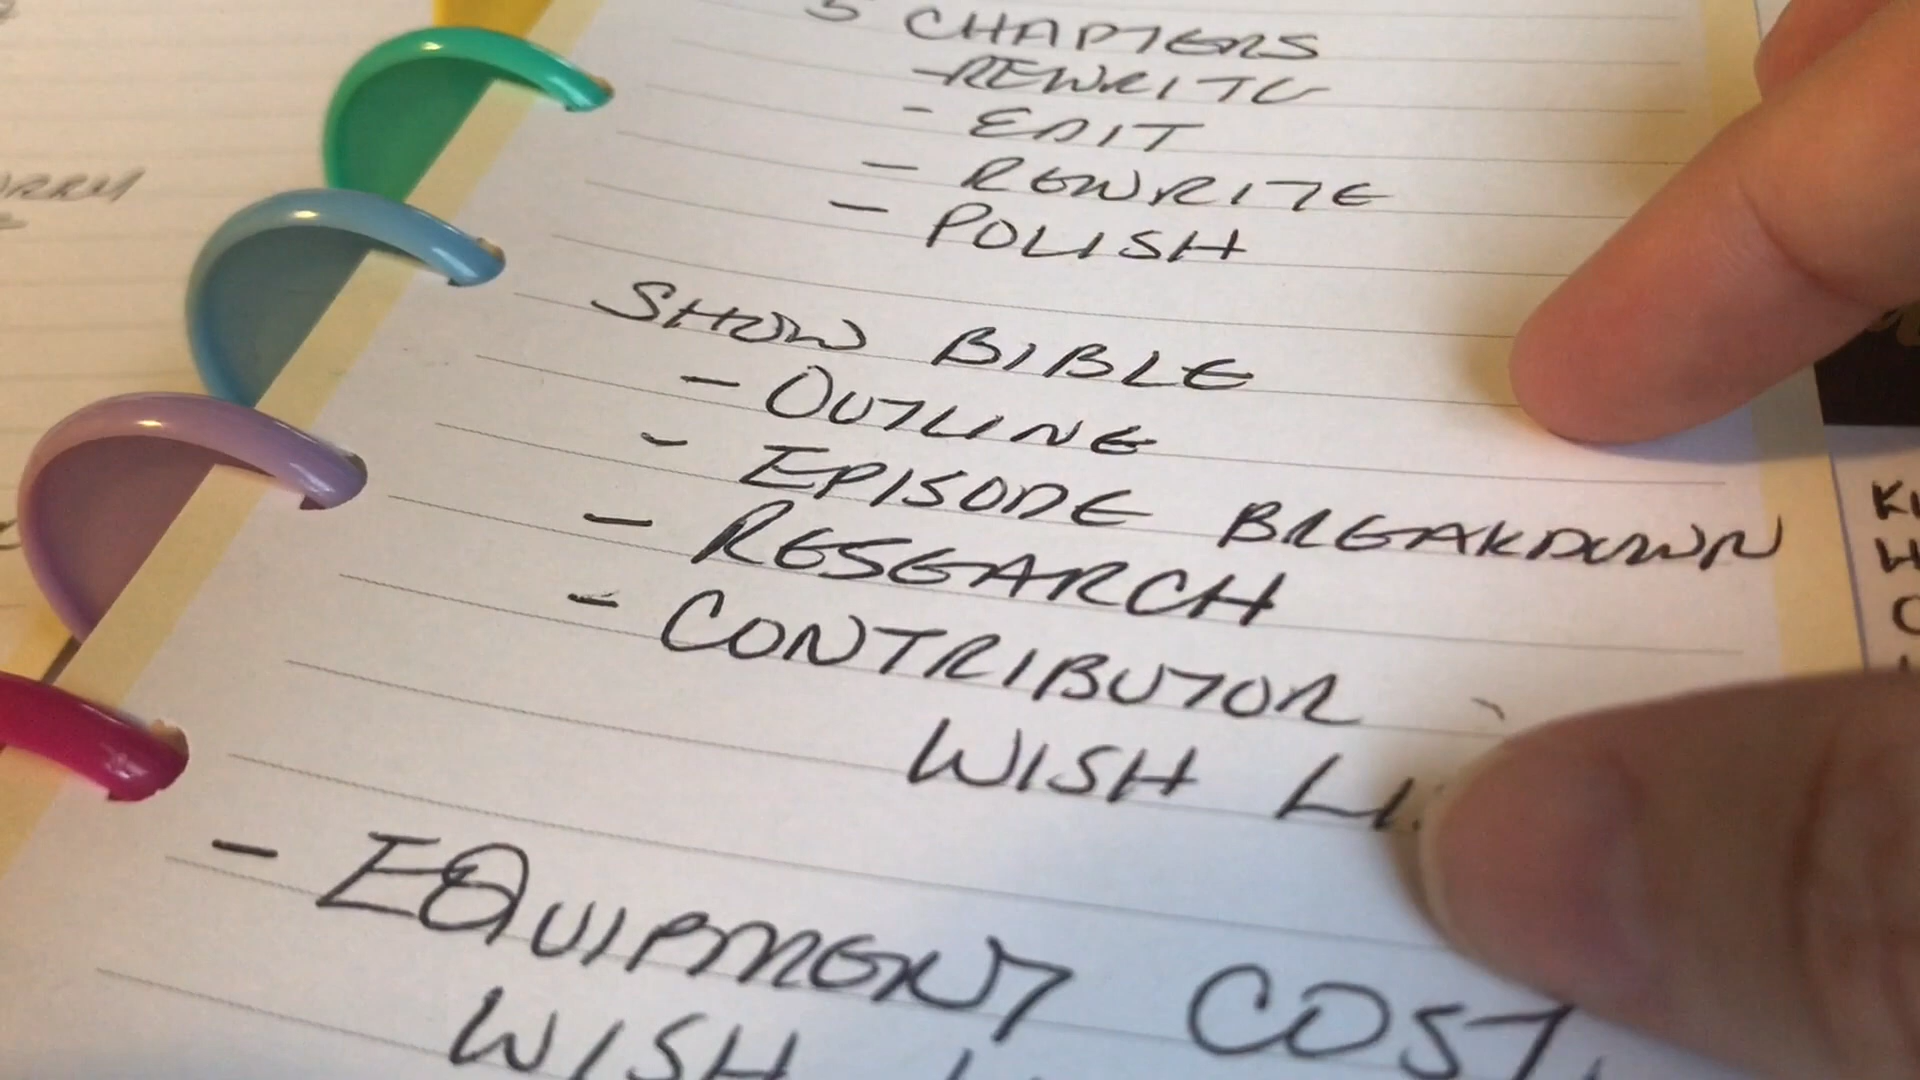 5 CHAPTERS
- REWRITE
- EDIT
- REWRITE
- POLISH
SHOW BIBLE
- OUTLINE
- EPISODE BREAKDOWN
- RESEARCH
- CONTRIBUTOR
WISH
- EQUIPMENT COST
WISH